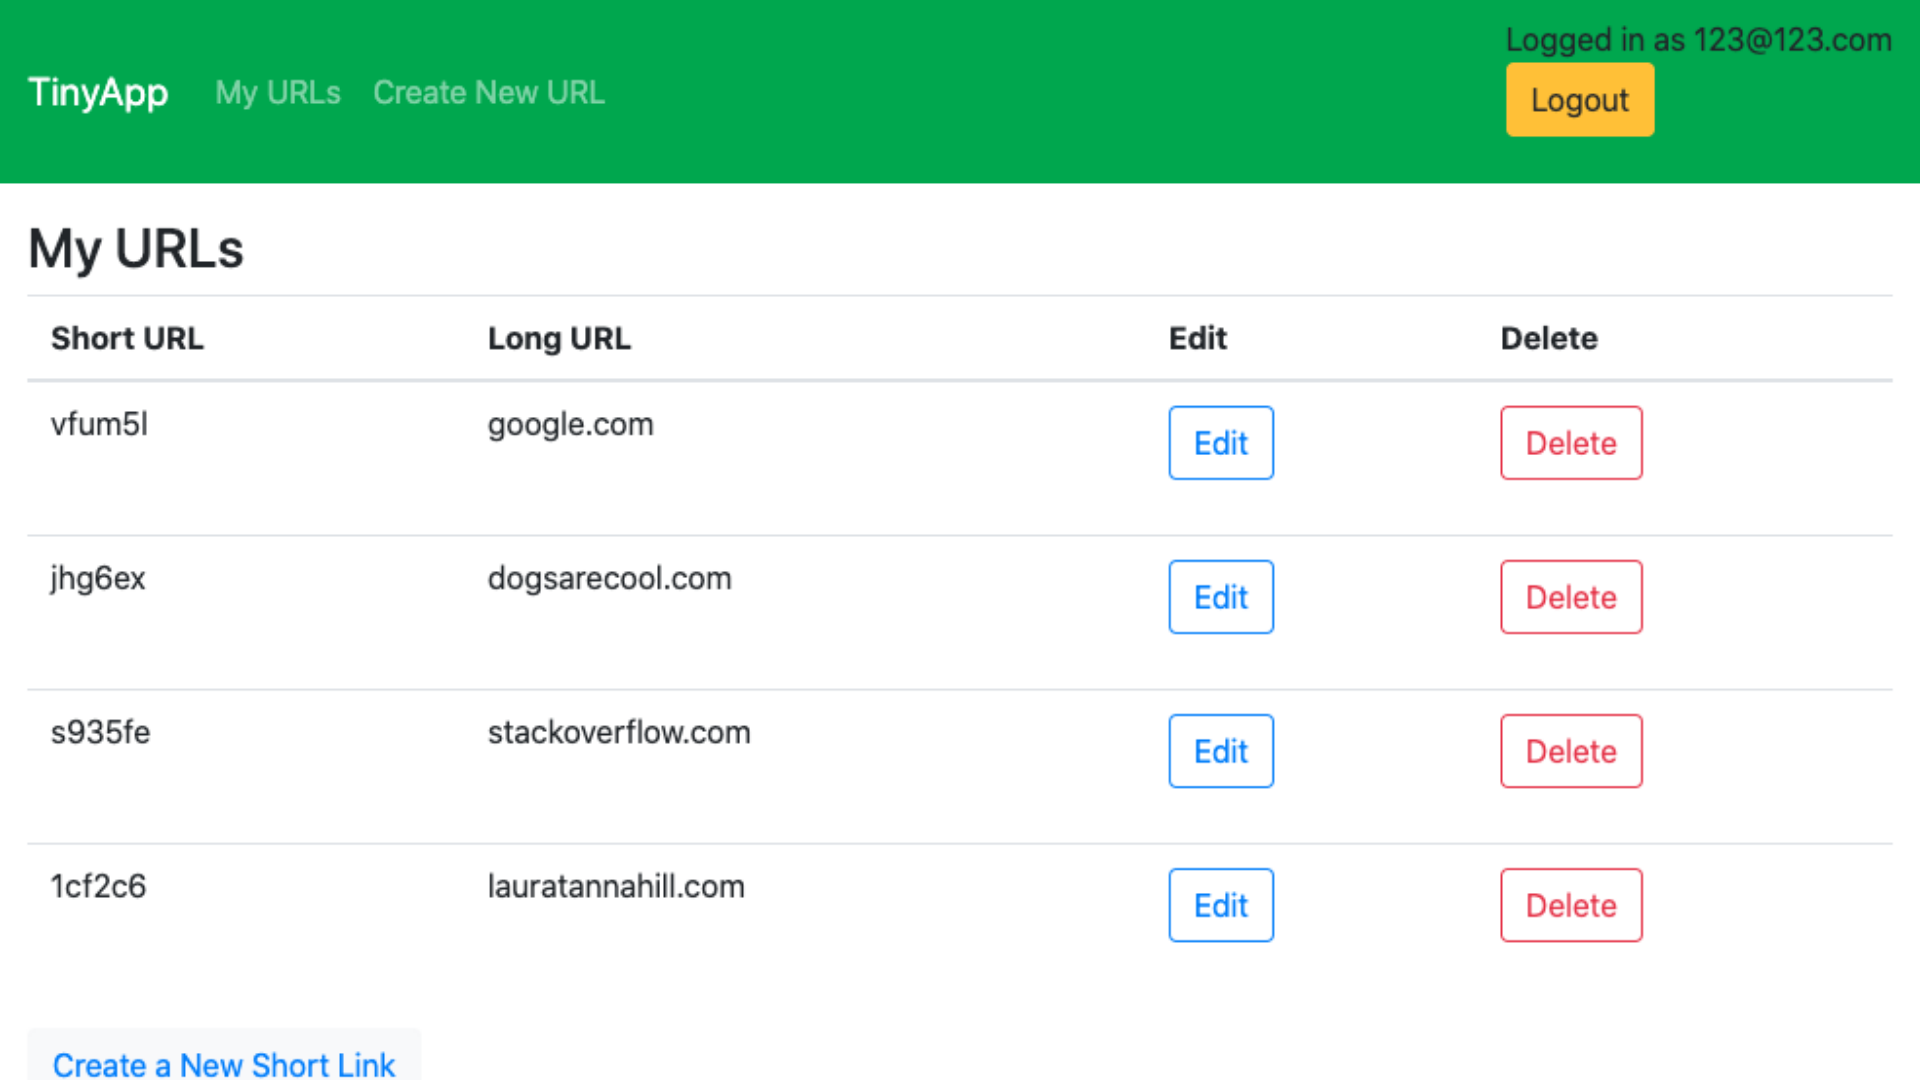 Logged in as 123@123.com
TinyApp My URLs Create New URL Logout
My URLs
Short URL Long URL Edit Delete
vfum5l google.com Edit Delete
jhg6ex dogsarecool.com Edit Delete
s935fe stackoverflow.com Edit Delete
1cf2c6 lauratannahill.com Edit Delete
Create a New Short Link